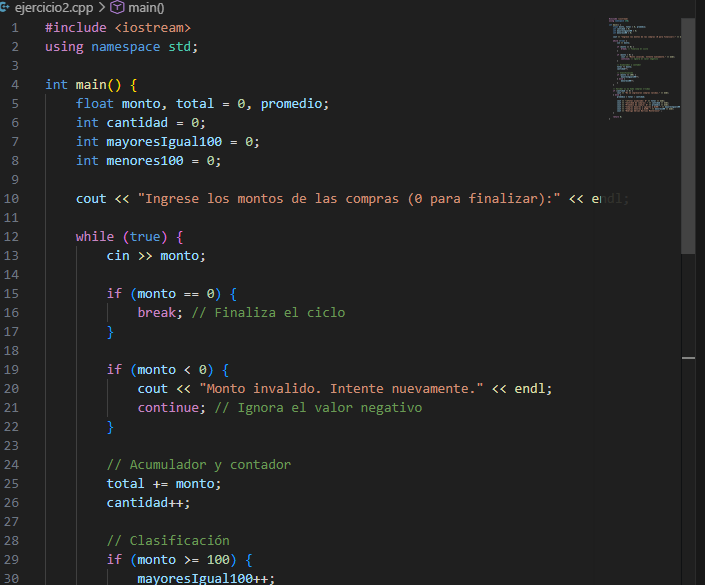 ejercicio2.cpp > main()
1 #include <iostream>
2 using namespace std;
3
4 int main() {
5 float monto, total = 0, promedio;
6 int cantidad = 0;
7 int mayoresIgual100 = 0;
8 int menores100 = 0;
9
10 cout << "Ingrese los montos de las compras (0 para finalizar):" << endl;
11
12 while (true) {
13 cin >> monto;
14
15 if (monto == 0) {
16 break; // Finaliza el ciclo
17 }
18
19 if (monto < 0) {
20 cout << "Monto invalido. Intente nuevamente." << endl;
21 continue; // Ignora el valor negativo
22 }
23
24 // Acumulador y contador
25 total += monto;
26 cantidad++;
27
28 // Clasificación
29 if (monto >= 100) {
30 mayoresIgual100++;